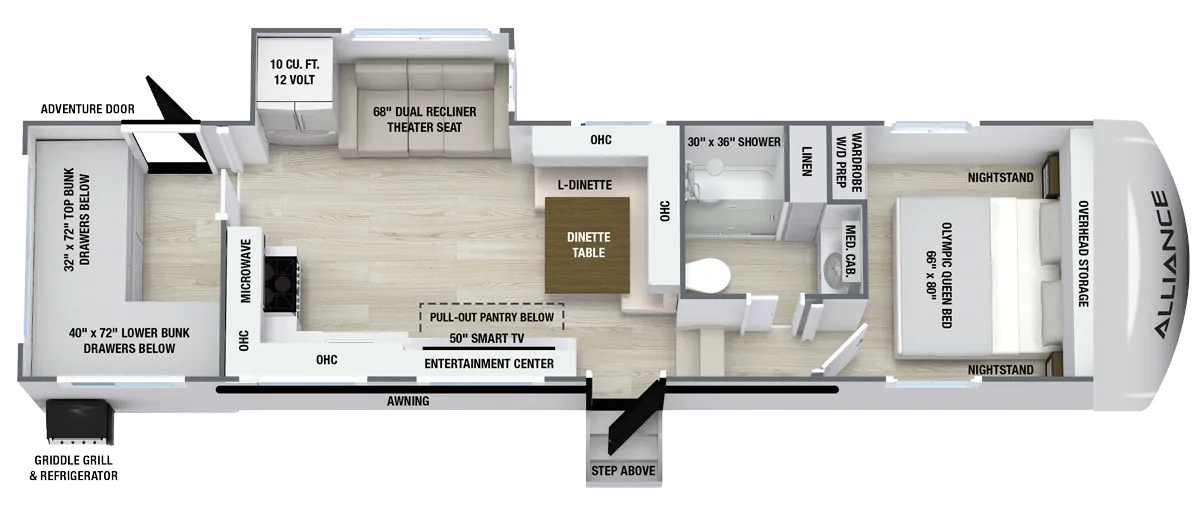 ADVENTURE DOOR
10 CU. FT.
12 VOLT
68" DUAL RECLINER
THEATER SEAT
OHC
30" x 36" SHOWER
LINEN
WARDROBE
W/D PREP
NIGHTSTAND
32" x 72" TOP BUNK
DRAWERS BELOW
L-DINETTE
OHC
DINETTE
TABLE
MED. CAB.
OLYMPIC QUEEN BED
66" x 80"
OVERHEAD STORAGE
ALLIANCE
MICROWAVE
OHC
PULL-OUT PANTRY BELOW
50" SMART TV
40" x 72" LOWER BUNK
DRAWERS BELOW
OHC
ENTERTAINMENT CENTER
NIGHTSTAND
AWNING
GRIDDLE GRILL
& REFRIGERATOR
STEP ABOVE